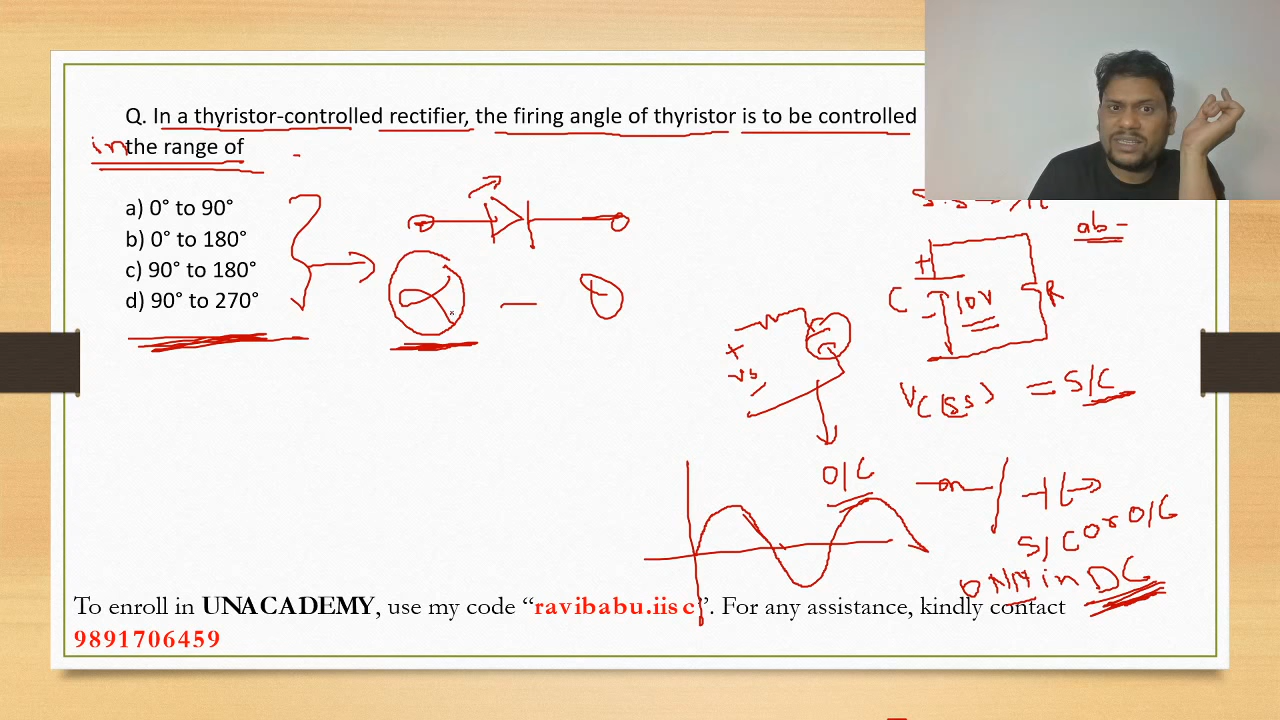 Q. In a thyristor-controlled rectifier, the firing angle of thyristor is to be controlled
in the range of
a) 0° to 90°
b) 0° to 180°
c) 90° to 180°
d) 90° to 270°
α
ab -
+
C
10V
R
+
Vc(ss) = S/C
O/C
S/C or O/C
in DC
To enroll in UNACADEMY, use my code “ravibabu.iisc”. For any assistance, kindly contact
9891706459